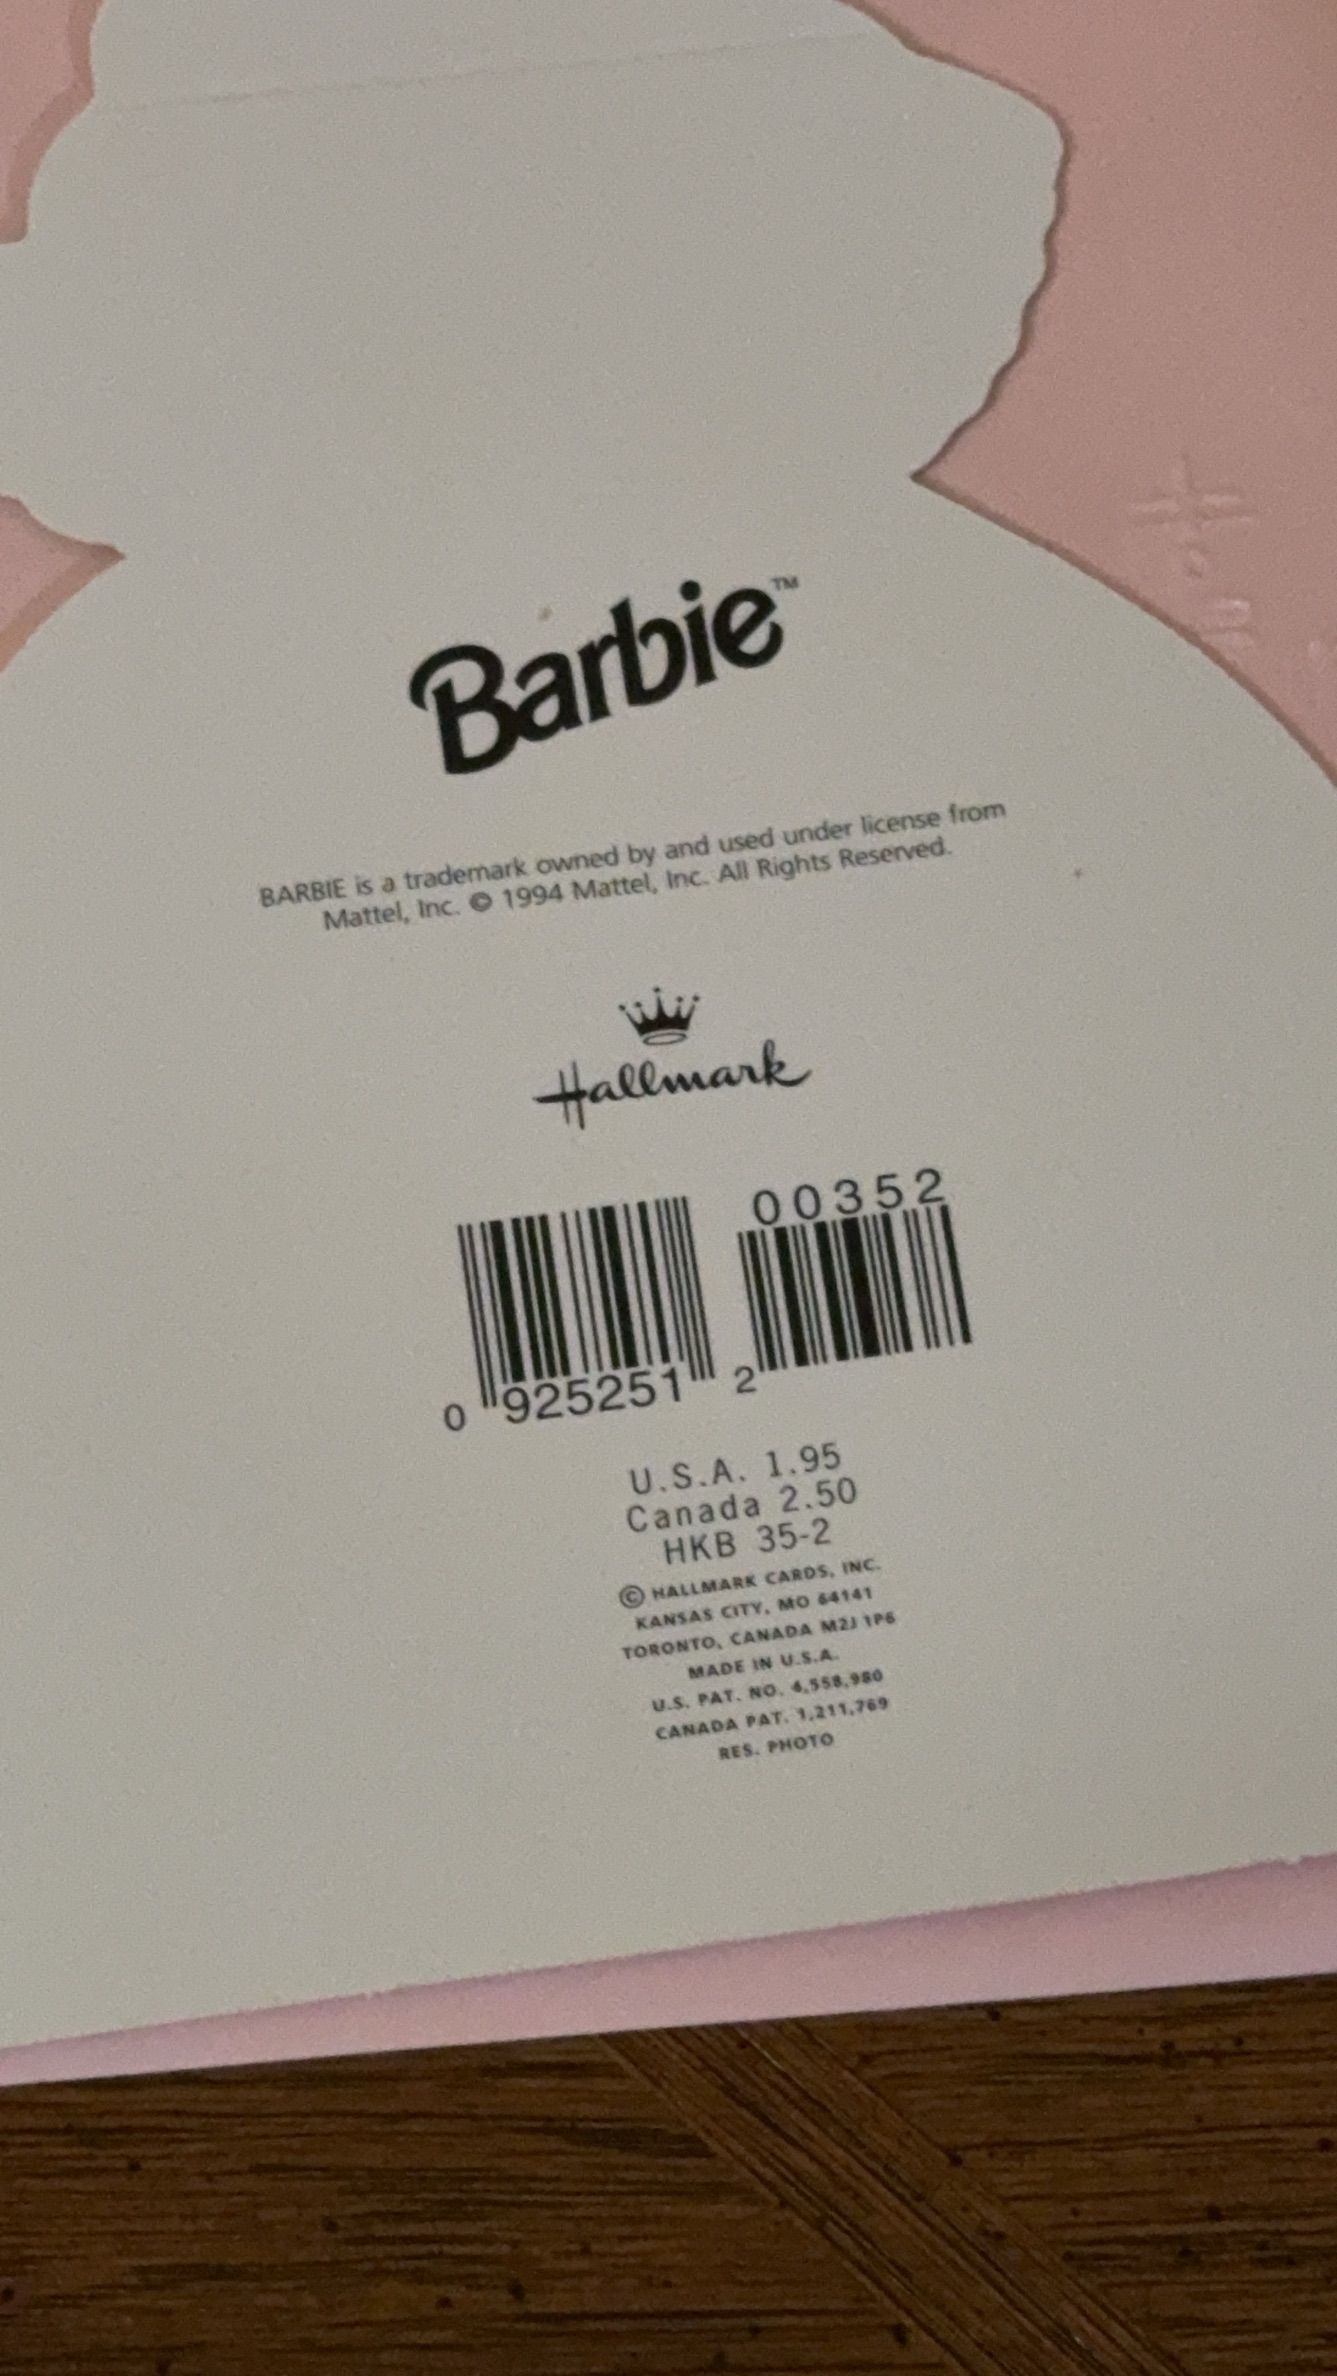 Barbie™
BARBIE is a trademark owned by and used under license from
Mattel, Inc. © 1994 Mattel, Inc. All Rights Reserved.
Hallmark
00352
0 925251 2
U.S.A. 1.95
Canada 2.50
HKB 35-2
© HALLMARK CARDS, INC.
KANSAS CITY, MO 64141
TORONTO, CANADA M2J 1P6
MADE IN U.S.A.
U.S. PAT. NO. 4,558,980
CANADA PAT. 1,211,769
RES. PHOTO